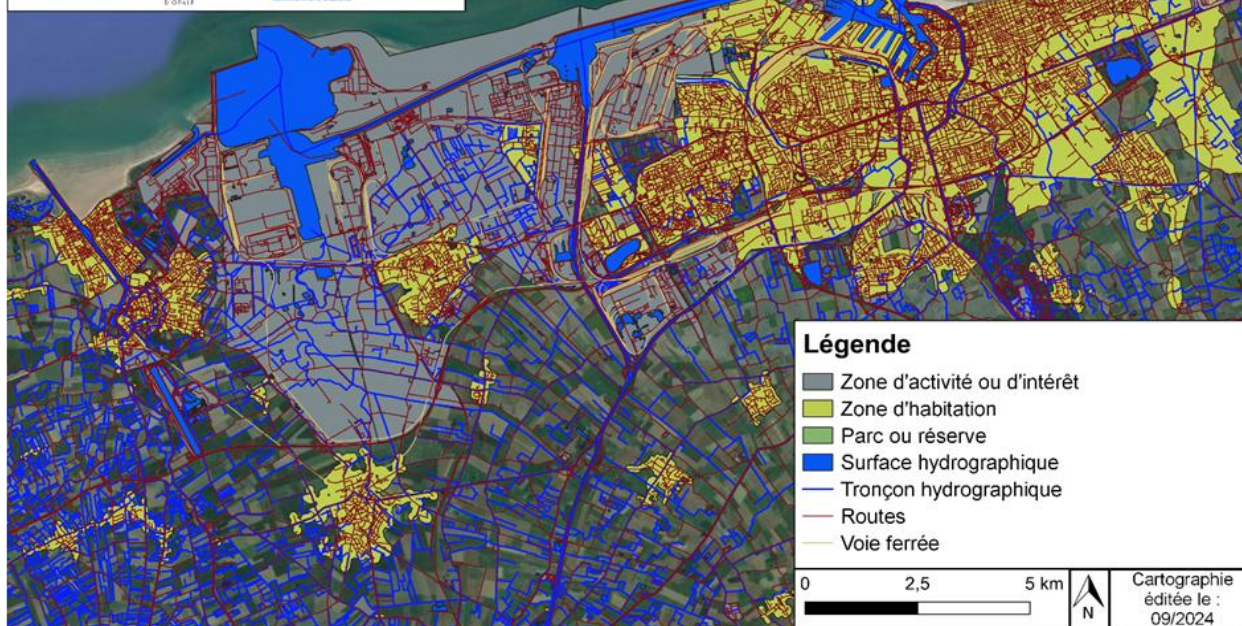 D'OPALE
Légende
Zone d'activité ou d'intérêt
Zone d'habitation
Parc ou réserve
Surface hydrographique
Tronçon hydrographique
Routes
Voie ferrée
0 2,5 5 km
N
Cartographie
éditée le :
09/2024